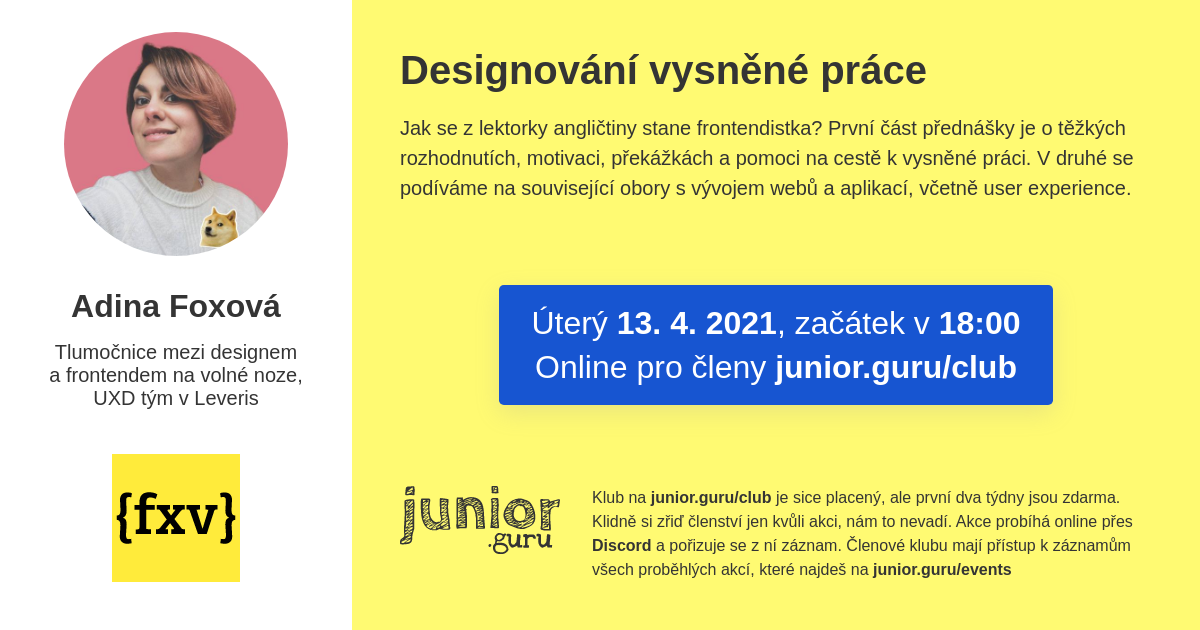 Adina Foxová
Tlumočnice mezi designem
a frontendem na volné noze,
UXD tým v Leveris
{fxv}
Designování vysněné práce
Jak se z lektorky angličtiny stane frontendistka? První část přednášky je o těžkých
rozhodnutích, motivaci, překážkách a pomoci na cestě k vysněné práci. V druhé se
podíváme na související obory s vývojem webů a aplikací, včetně user experience.
Úterý 13. 4. 2021, začátek v 18:00
Online pro členy junior.guru/club
junior
.guru
Klub na junior.guru/club je sice placený, ale první dva týdny jsou zdarma.
Klidně si zřiď členství jen kvůli akci, nám to nevadí. Akce probíhá online přes
Discord a pořizuje se z ní záznam. Členové klubu mají přístup k záznamům
všech proběhlých akcí, které najdeš na junior.guru/events